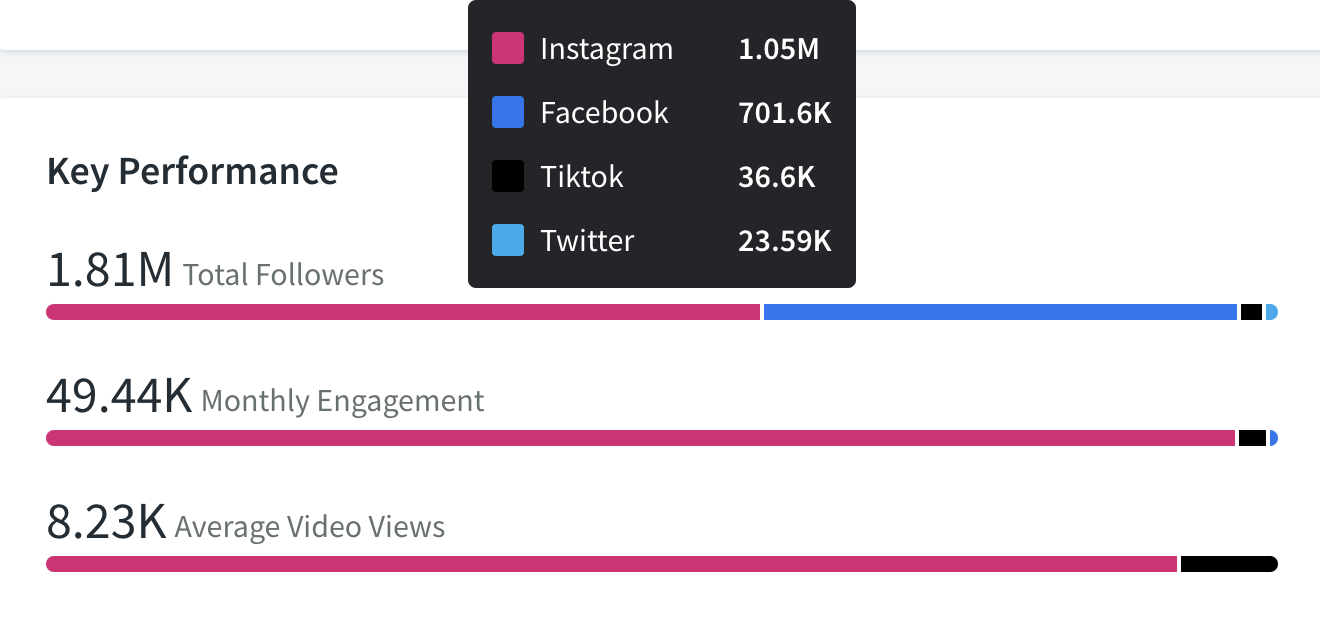 Instagram 1.05M
Facebook 701.6K
Tiktok 36.6K
Twitter 23.59K
Key Performance
1.81M Total Followers
49.44K Monthly Engagement
8.23K Average Video Views